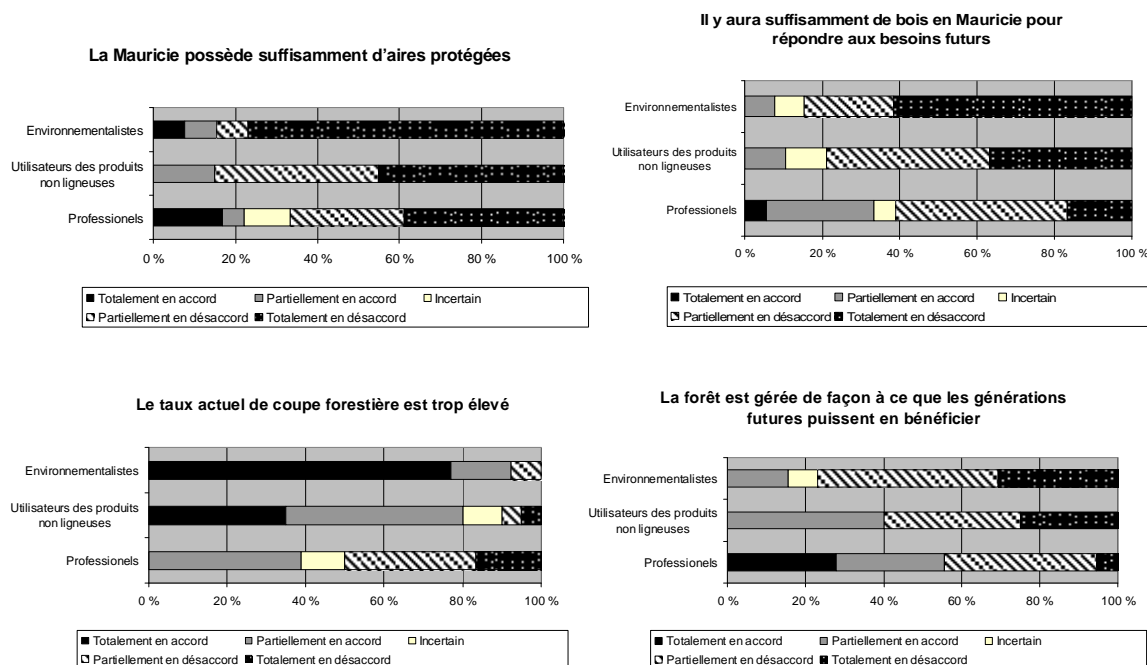 La Mauricie possède suffisamment d'aires protégées
Environnementalistes
Utilisateurs des produits
non ligneuses
Professionels
0 % 20 % 40 % 60 % 80 % 100 %
Totalement en accord Partiellement en accord Incertain
Partiellement en désaccord Totalement en désaccord
Il y aura suffisamment de bois en Mauricie pour
répondre aux besoins futurs
Environnementalistes
Utilisateurs des produits
non ligneuses
Professionels
0 % 20 % 40 % 60 % 80 % 100 %
Totalement en accord Partiellement en accord Incertain
Partiellement en désaccord Totalement en désaccord
Le taux actuel de coupe forestière est trop élevé
Environnementalistes
Utilisateurs des produits
non ligneuses
Professionels
0 % 20 % 40 % 60 % 80 % 100 %
Totalement en accord Partiellement en accord Incertain
Partiellement en désaccord Totalement en désaccord
La forêt est gérée de façon à ce que les générations
futures puissent en bénéficier
Environnementalistes
Utilisateurs des produits
non ligneuses
Professionels
0 % 20 % 40 % 60 % 80 % 100 %
Totalement en accord Partiellement en accord Incertain
Partiellement en désaccord Totalement en désaccord